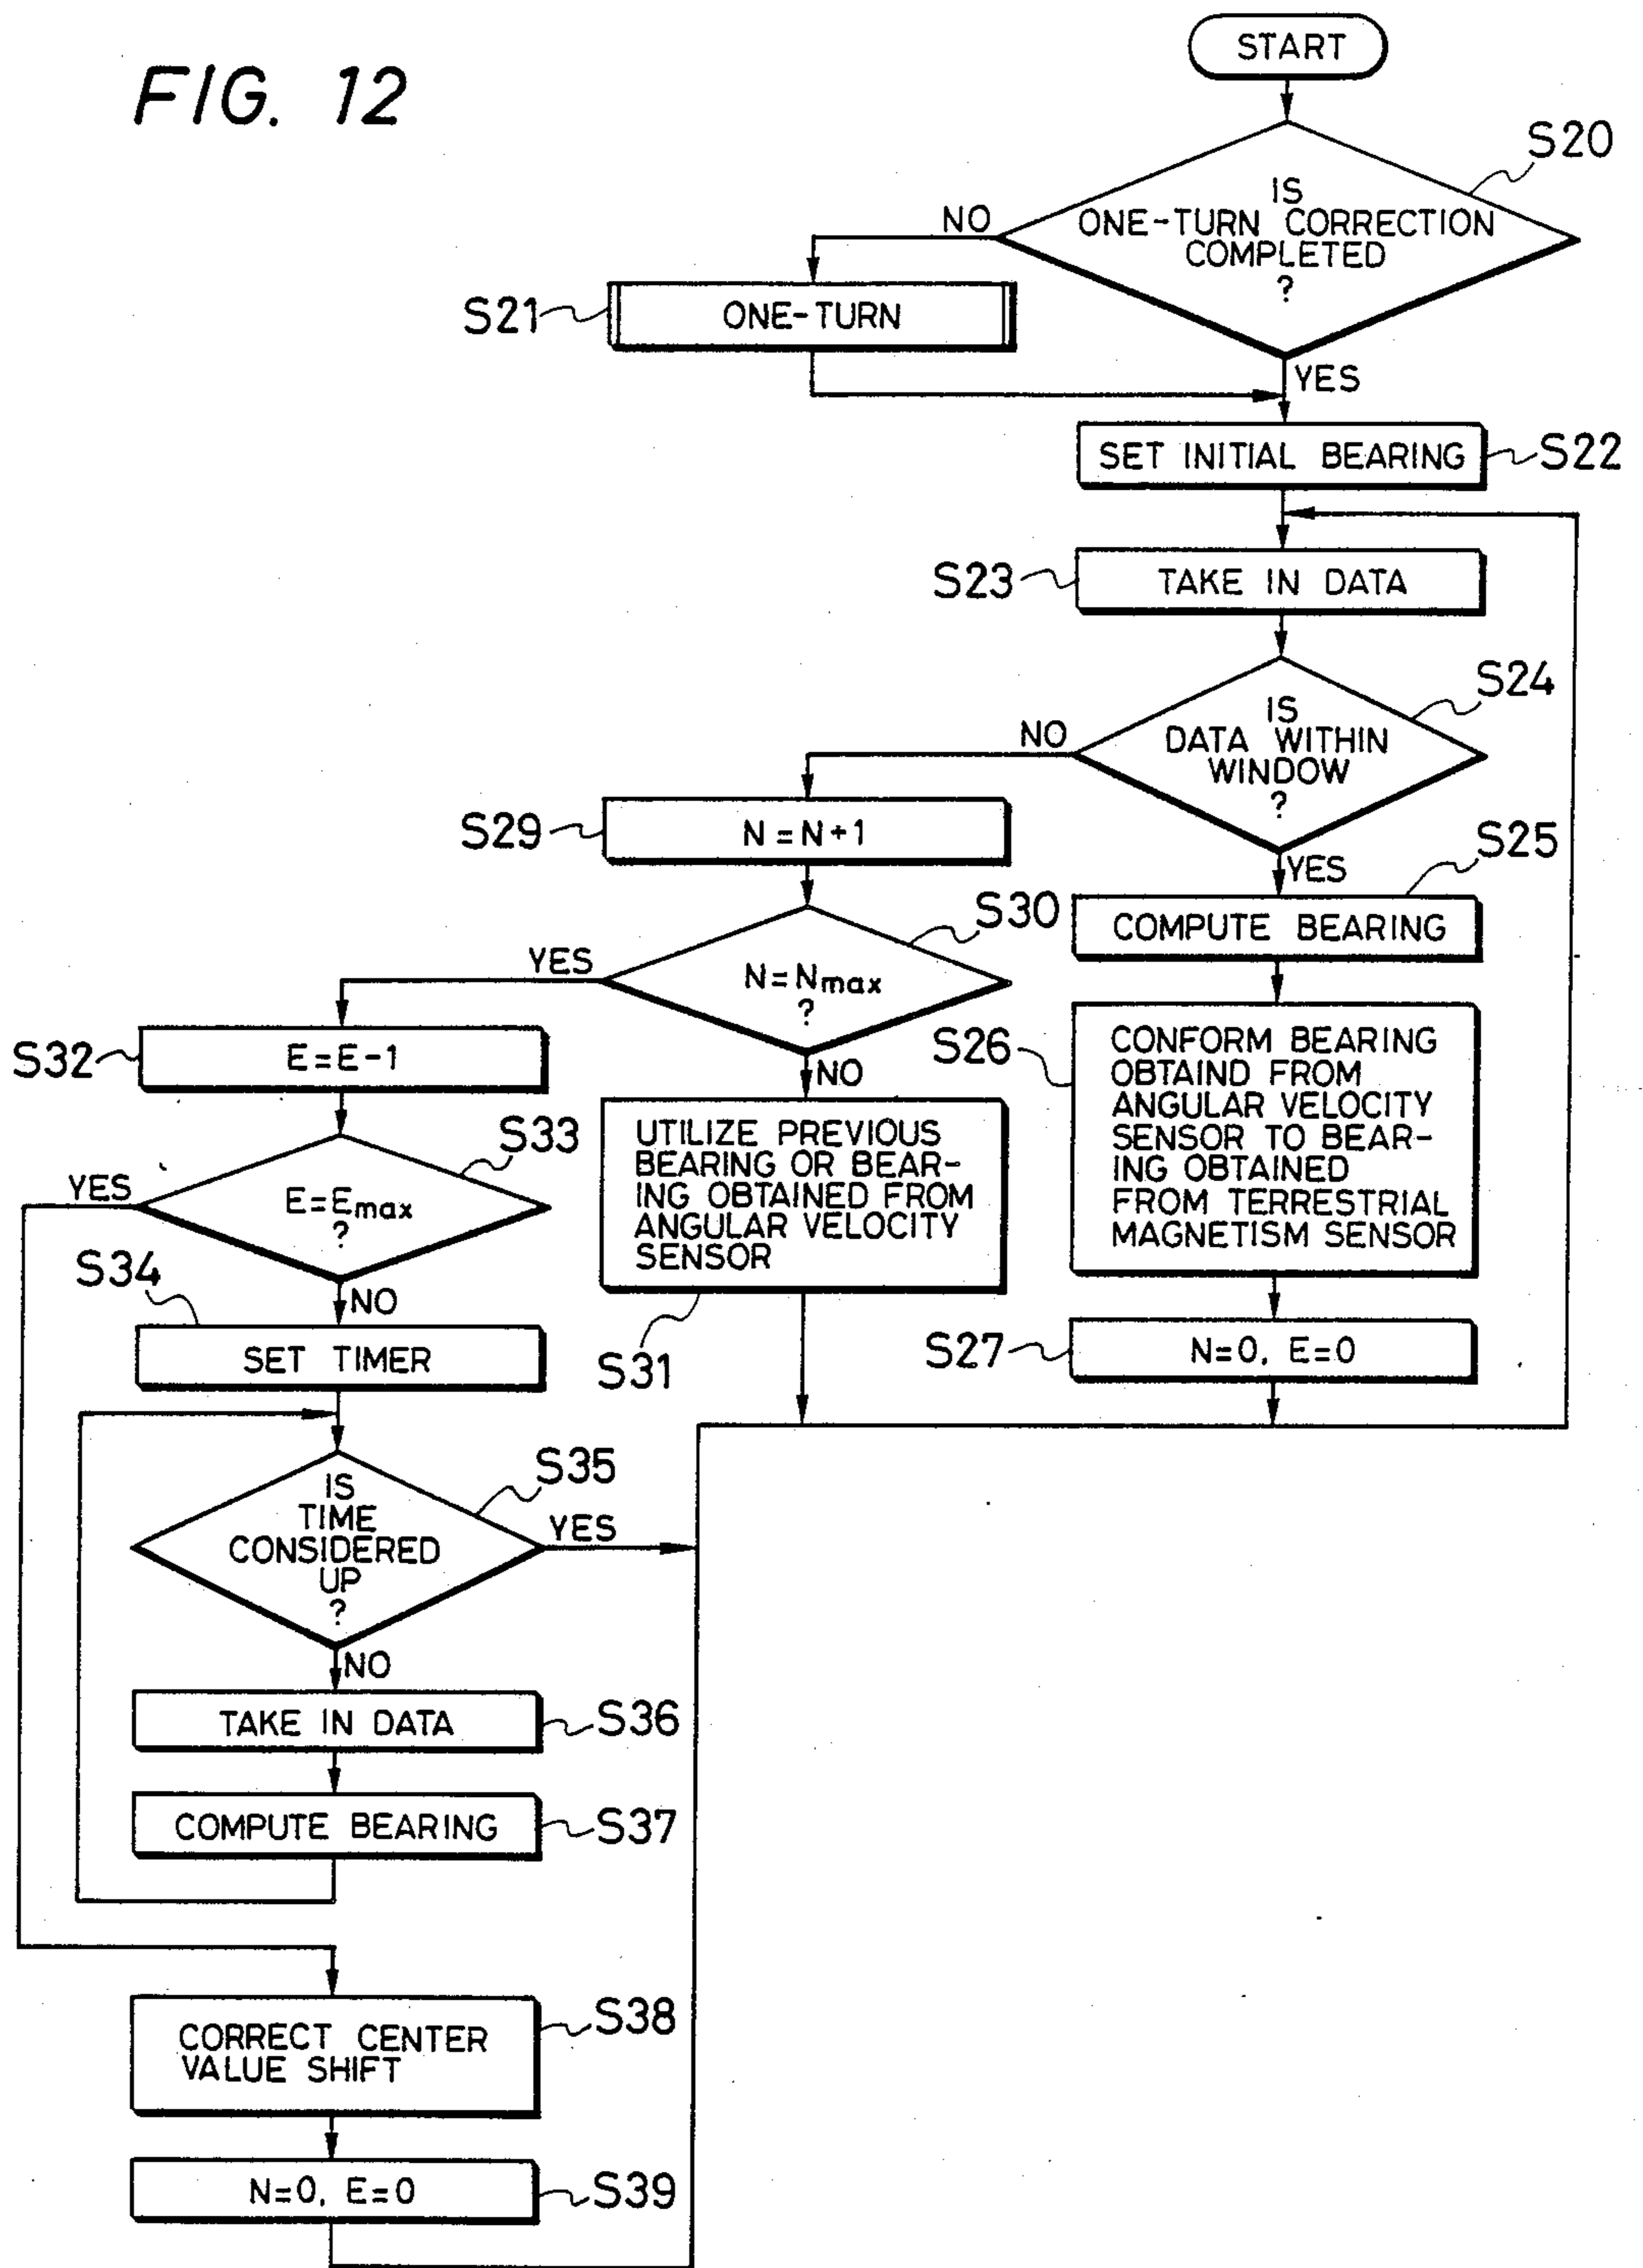 FIG. 12
START
S20
IS
ONE-TURN CORRECTION
COMPLETED
?
NO
YES
S21
ONE-TURN
SET INITIAL BEARING
S22
S23
TAKE IN DATA
S24
IS
DATA WITHIN
WINDOW
?
NO
YES
S29
N=N+1
S25
COMPUTE BEARING
S30
N=Nmax
?
YES
NO
S26
CONFORM BEARING
OBTAIND FROM
ANGULAR VELOCITY
SENSOR TO BEAR-
ING OBTAINED
FROM TERRESTRIAL
MAGNETISM SENSOR
S32
E=E-1
S31
UTILIZE PREVIOUS
BEARING OR BEAR-
ING OBTAINED FROM
ANGULAR VELOCITY
SENSOR
S33
E=Emax
?
YES
NO
S27
N=0, E=0
S34
SET TIMER
S35
IS
TIME
CONSIDERED
UP
?
YES
NO
TAKE IN DATA
S36
COMPUTE BEARING
S37
CORRECT CENTER
VALUE SHIFT
S38
N=0, E=0
S39